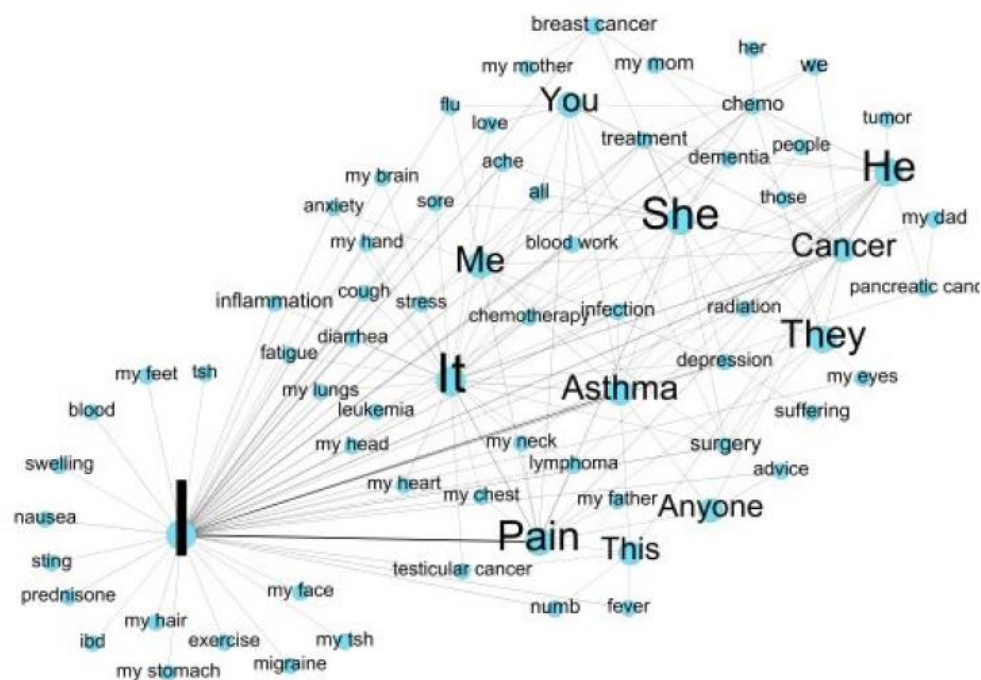 breast cancer
her
my mother
my mom
we
You
flu
chemo
love
tumor
treatment
people
ache
dementia
He
my brain
all
those
anxiety
sore
She
my dad
my hand
blood work
Cancer
Me
pancreatic canc
inflammation
cough
stress
chemotherapy
infection
radiation
They
diarrhea
fatigue
depression
my feet
tsh
It
Asthma
my eyes
my lungs
blood
leukemia
suffering
my head
my neck
surgery
swelling
lymphoma
advice
my heart
my chest
my father
Anyone
nausea
I
Pain
This
sting
testicular cancer
prednisone
my face
numb
fever
my hair
ibd
exercise
my tsh
my stomach
migraine